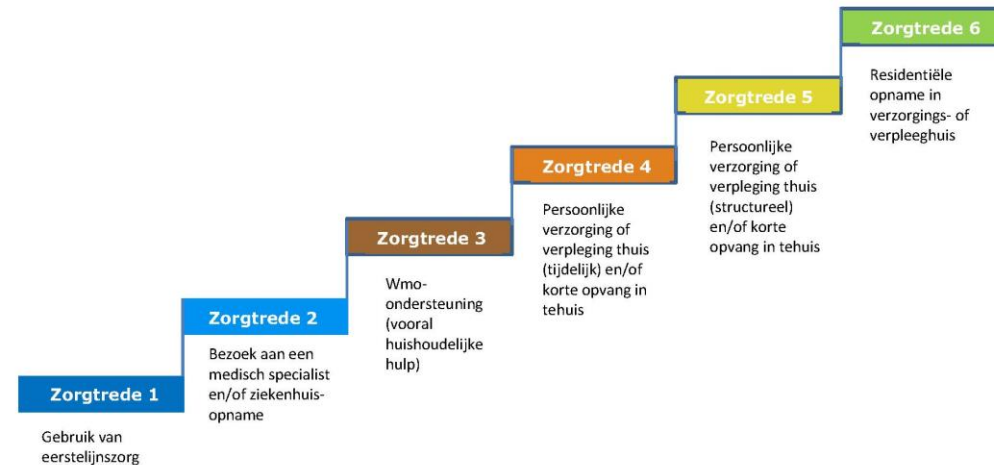 Zorgtrede 1
Gebruik van
eerstelijnszorg
Zorgtrede 2
Bezoek aan een
medisch specialist
en/of ziekenhuis-
opname
Zorgtrede 3
Wmo-
ondersteuning
(vooral
huishoudelijke
hulp)
Zorgtrede 4
Persoonlijke
verzorging of
verpleging thuis
(tijdelijk) en/of
korte opvang in
tehuis
Zorgtrede 5
Persoonlijke
verzorging of
verpleging thuis
(structureel)
en/of korte
opvang in tehuis
Zorgtrede 6
Residentiële
opname in
verzorgings- of
verpleeghuis